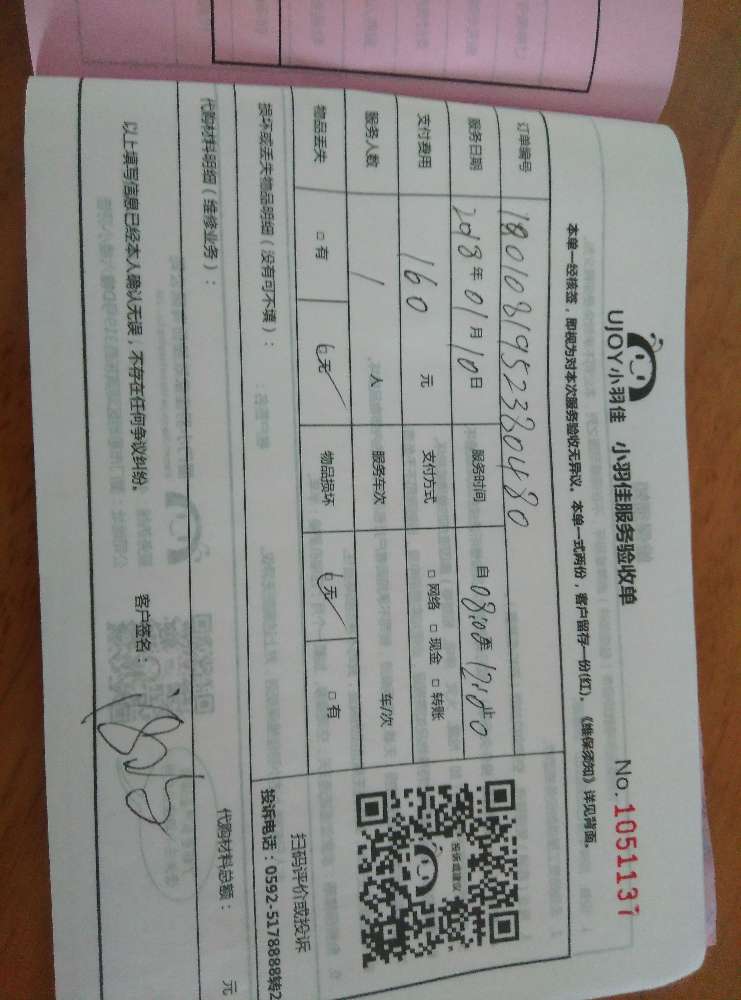 UJOY小羽佳 小羽佳服务验收单 No.1051137
本单一经核签，即视为对本次服务验收无异议。本单一式两份，客户留存一份(红)。《维保须知》详见背面。
订单编号 1801081952380480
服务日期 2018年01月10日 服务时间 自08:00至12:00止
支付费用 160 元 支付方式 □网络 □现金 □转账
服务人数 1 人 服务车次 车/次
物品丢失 □有 □无✓ 物品损坏 □无✓ □有
投诉或建议
损坏或丢失物品明细（没有可不填）：
扫码评价或投诉
投诉电话：0592-5178888转2
代购材料明细（维修业务）： 代购材料总额： 元
以上填写信息已经本人确认无误，不存在任何争议纠纷。 客户签名：